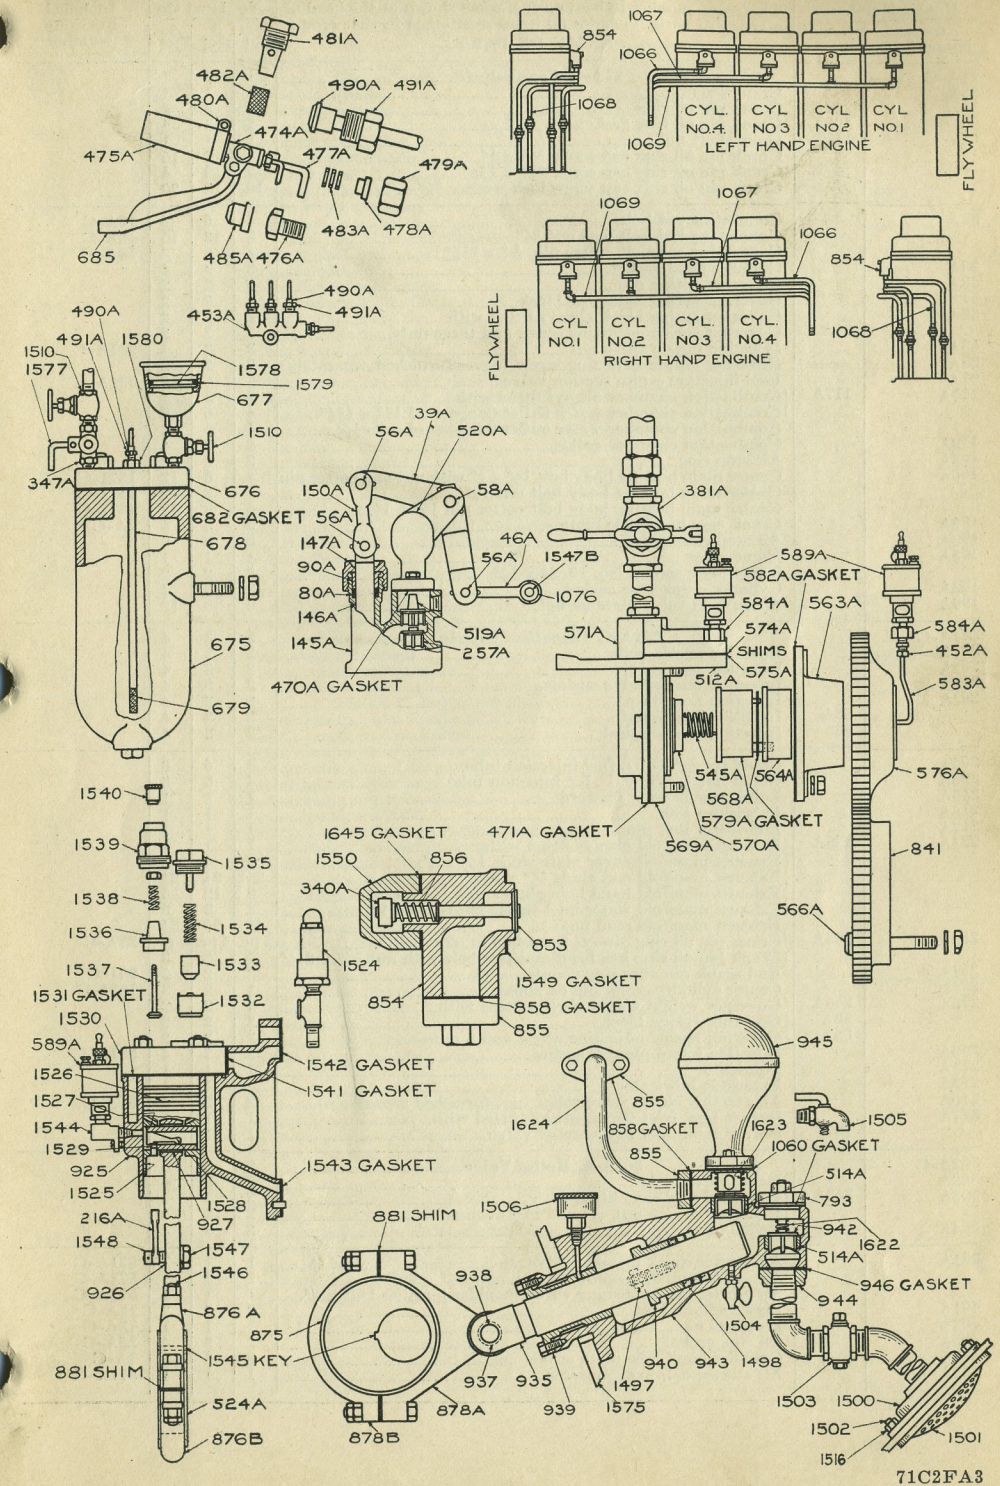 481A
482A
480A
474A
475A
477A
490A
491A
479A
483A
478A
485A
476A
685
490A
491A
453A
854
1068
1067
1066
1069
CYL. NO.4.
CYL NO 3
CYL NO 2
CYL NO.1
LEFT HAND ENGINE
FLYWHEEL
1069
1067
1066
854
1068
CYL NO.1
CYL NO.2
CYL. NO3
CYL. NO.4
RIGHT HAND ENGINE
FLYWHEEL
490A
491A
1580
1510
1577
1578
1579
677
1510
347A
676
682 GASKET
678
675
679
39A
56A
520A
150A
58A
56A
147A
46A
1547B
90A
56A
80A
1076
146A
519A
145A
257A
470A GASKET
381A
589A
582A GASKET
563A
584A
571A
574A
SHIMS
575A
512A
584A
452A
583A
545A
564A
568A
576A
579A GASKET
471A GASKET
569A
570A
841
566A
1540
1539
1535
1538
1536
1534
1537
1533
1531 GASKET
1532
1530
589A
1526
1527
1544
1529
925
1525
1542 GASKET
1541 GASKET
1543 GASKET
1528
927
216A
1548
1547
926
1546
876A
1545 KEY
881 SHIM
524A
876B
1645 GASKET
1550
856
340A
853
1524
1549 GASKET
854
858 GASKET
855
945
855
1624
858 GASKET
1623
1505
1060 GASKET
855
514A
793
1506
942
1622
514A
881 SHIM
946 GASKET
944
938
1504
875
937
935
940
943
1498
1497
939
1575
878A
878B
1503
1500
1502
1501
1516
71C2FA3